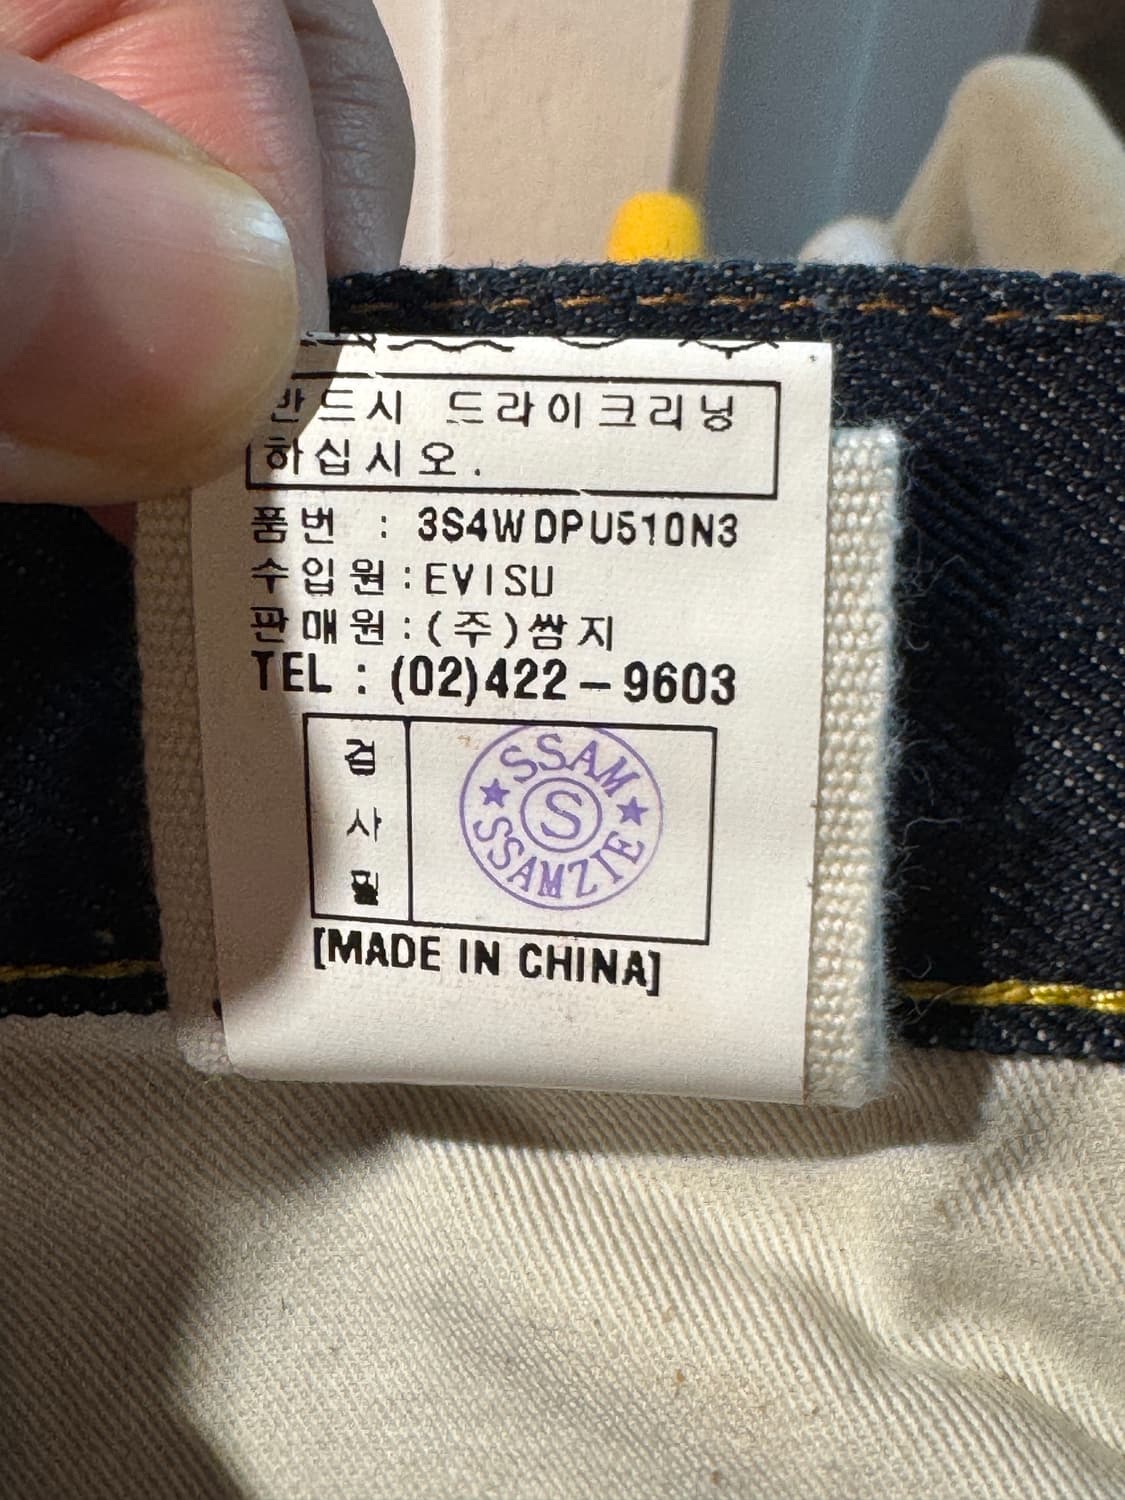 반드시 드라이크리닝
하십시오.
품번 : 3S4WDPU510N3
수입원:EVISU
판매원:(주)쌈지
TEL : (02)422-9603
검
사
필
SSAM
S
SSAMZIE
[MADE IN CHINA]